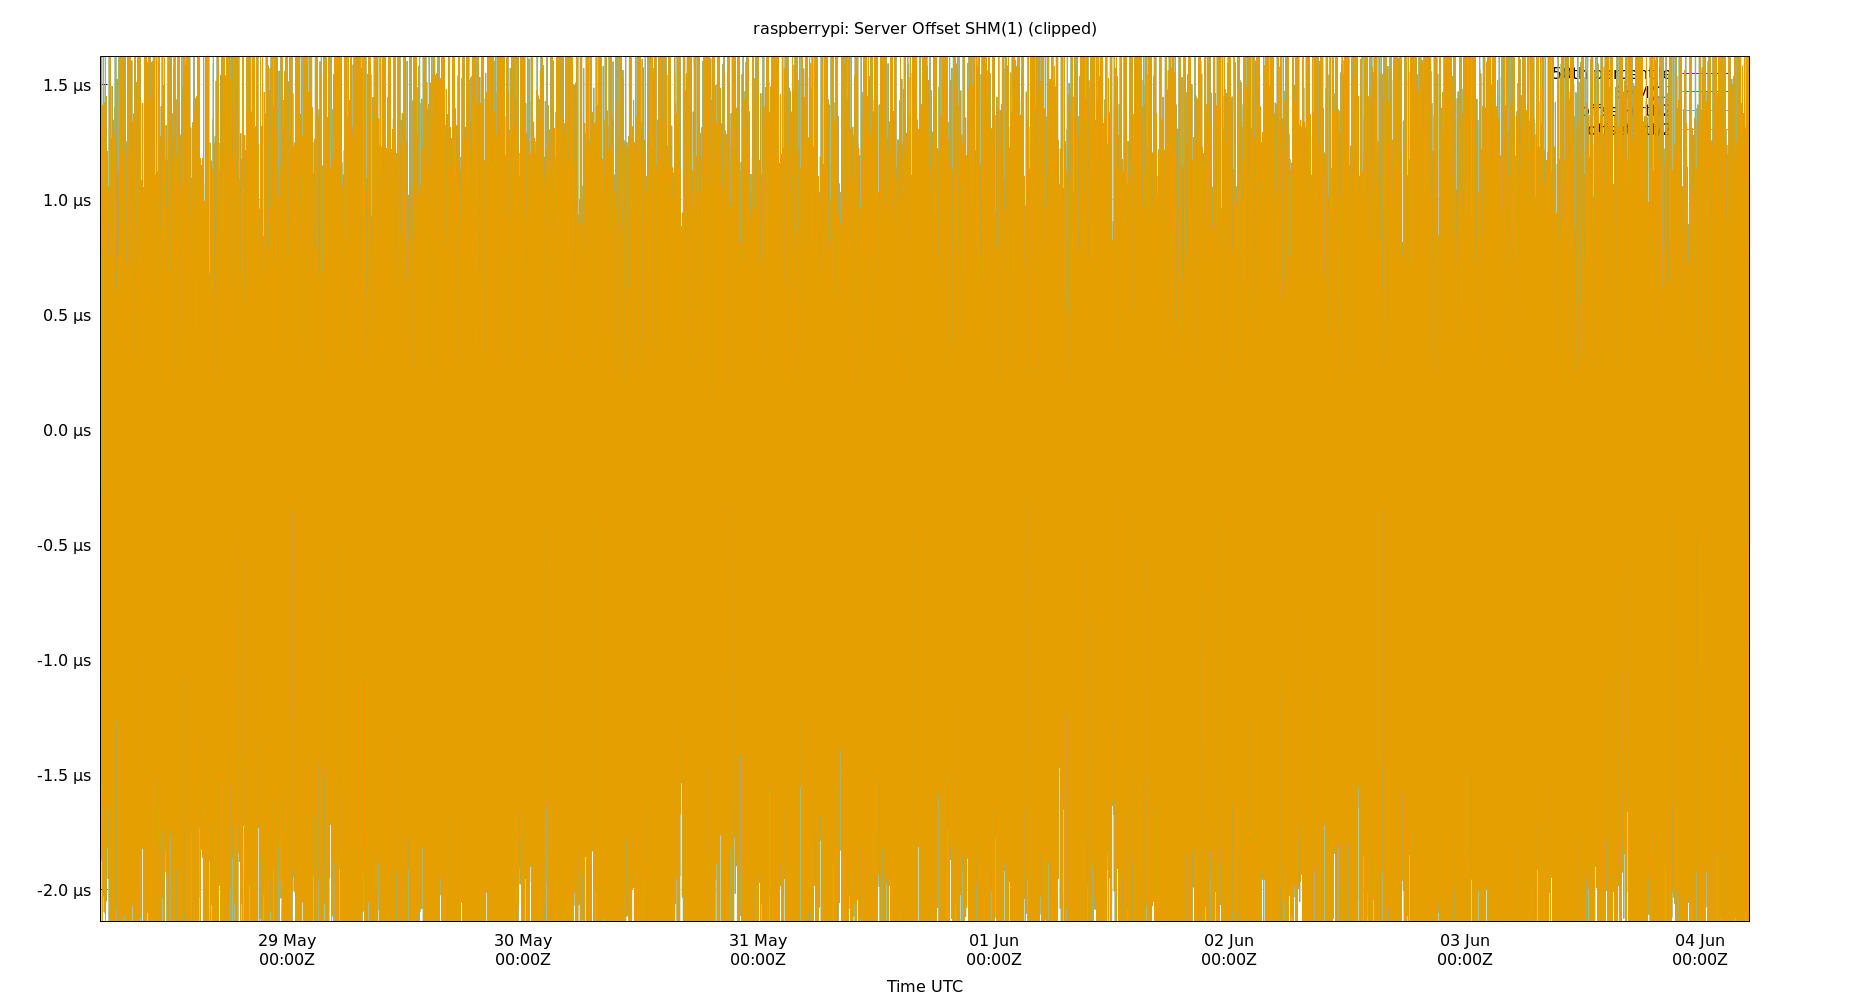 raspberrypi: Server Offset SHM(1) (clipped)
1.5 µs
1.0 µs
0.5 µs
0.0 µs
-0.5 µs
-1.0 µs
-1.5 µs
-2.0 µs
29 May
00:00Z
30 May
00:00Z
31 May
00:00Z
01 Jun
00:00Z
02 Jun
00:00Z
03 Jun
00:00Z
04 Jun
00:00Z
Time UTC